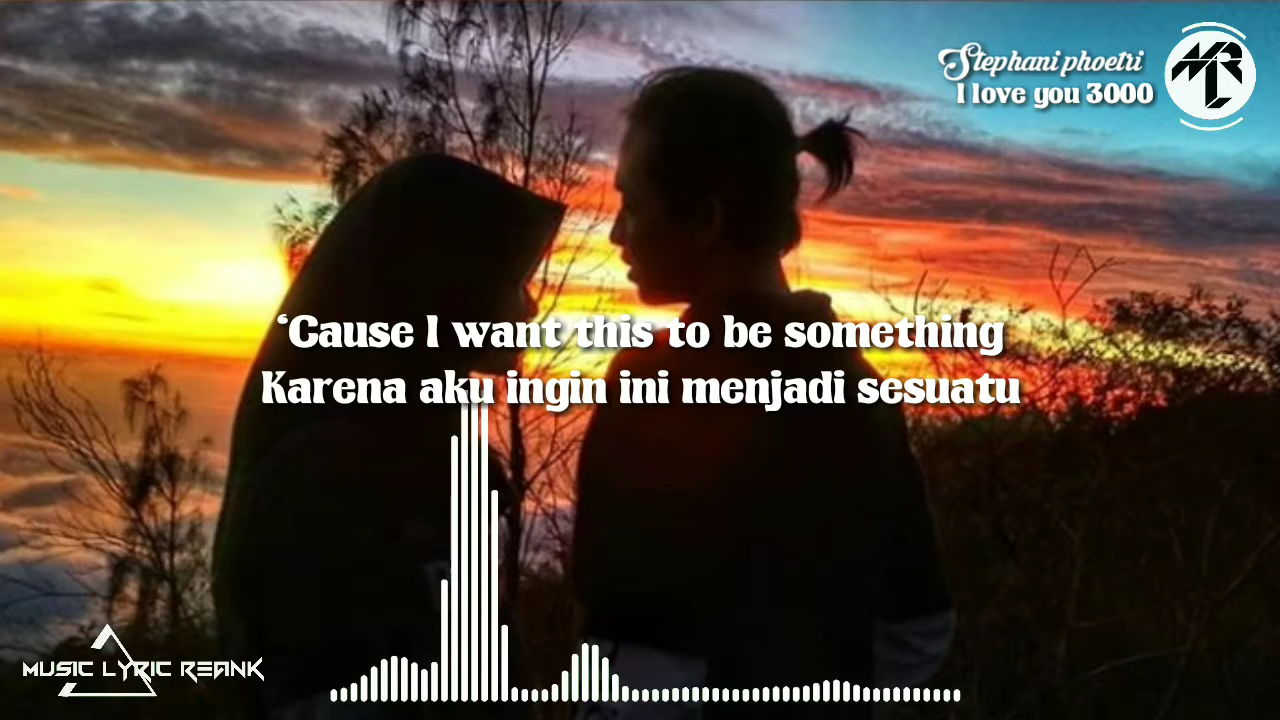 Stephani phoetri
I love you 3000
MRL
‘Cause I want this to be something
Karena aku ingin ini menjadi sesuatu
MUSIC LYRIC REANK